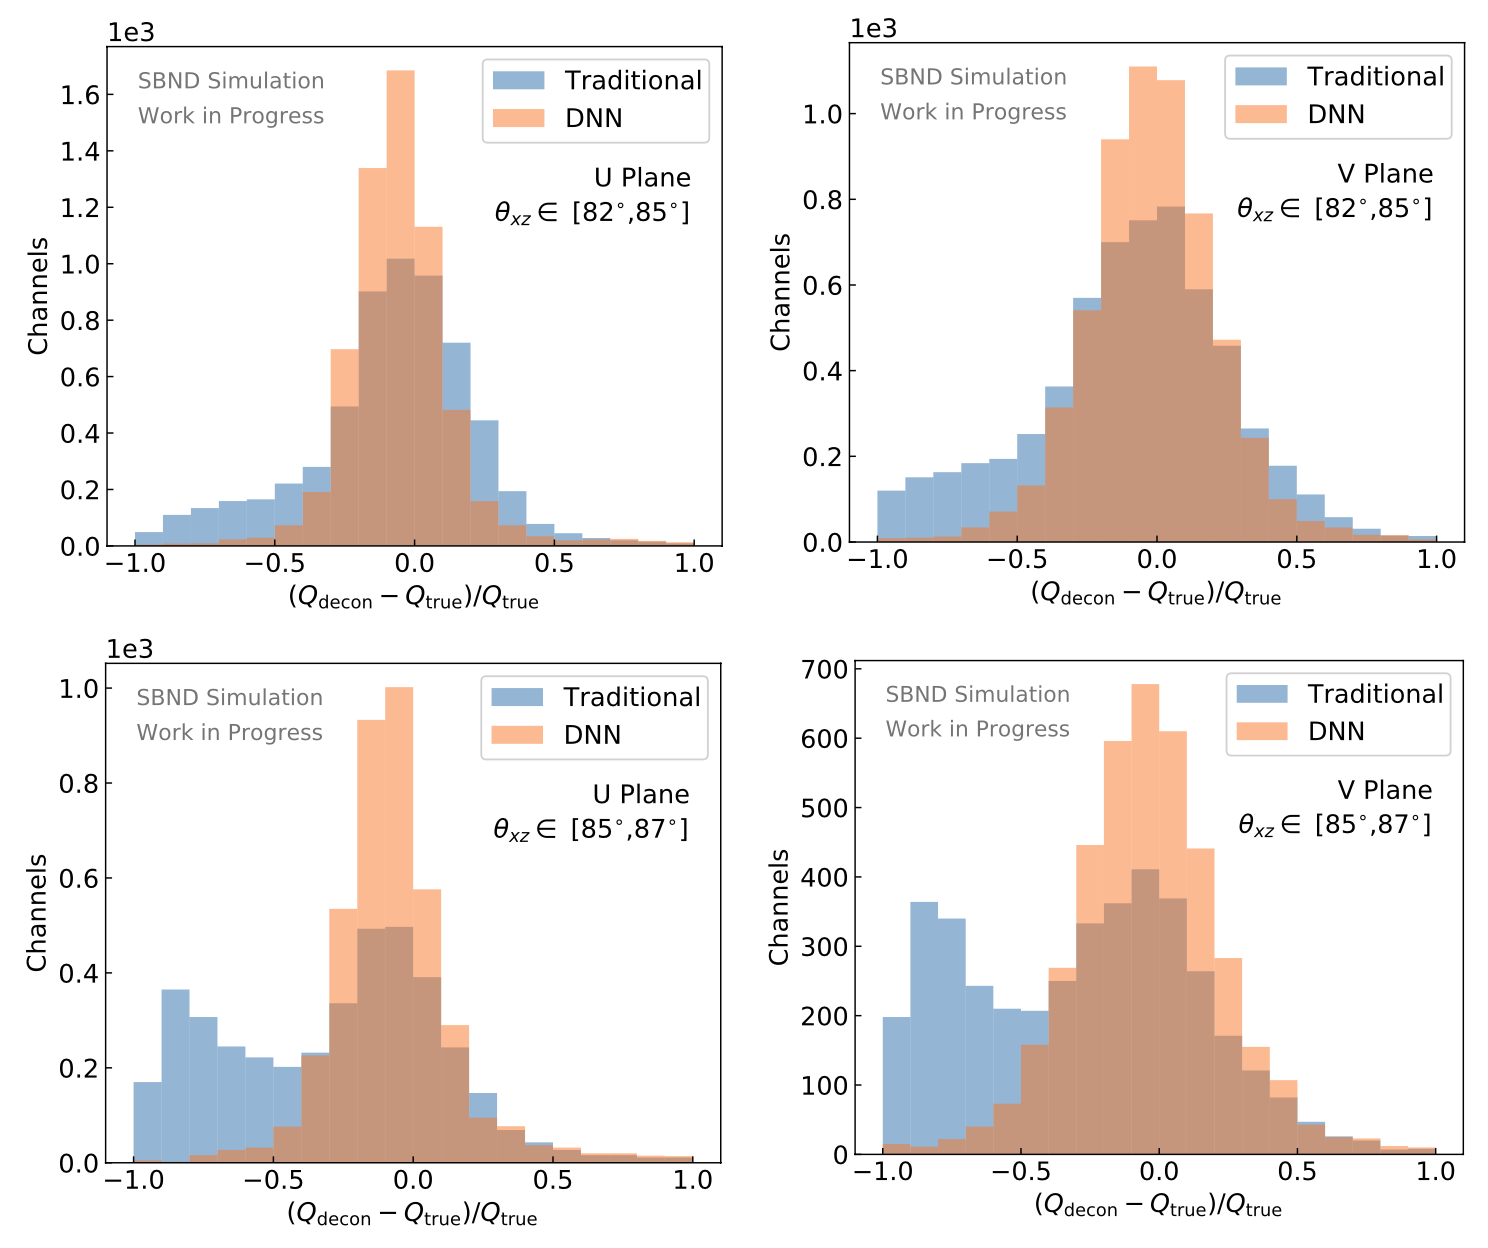 1e3
SBND Simulation
Work in Progress
Traditional
DNN
U Plane
θxz ∈ [82°,85°]
Channels
1.6
1.4
1.2
1.0
0.8
0.6
0.4
0.2
0.0
−1.0 −0.5 0.0 0.5 1.0
(Qdecon − Qtrue)/Qtrue
1e3
SBND Simulation
Work in Progress
Traditional
DNN
V Plane
θxz ∈ [82°,85°]
Channels
1.0
0.8
0.6
0.4
0.2
0.0
−1.0 −0.5 0.0 0.5 1.0
(Qdecon − Qtrue)/Qtrue
1e3
SBND Simulation
Work in Progress
Traditional
DNN
U Plane
θxz ∈ [85°,87°]
Channels
1.0
0.8
0.6
0.4
0.2
0.0
−1.0 −0.5 0.0 0.5 1.0
(Qdecon − Qtrue)/Qtrue
SBND Simulation
Work in Progress
Traditional
DNN
V Plane
θxz ∈ [85°,87°]
Channels
700
600
500
400
300
200
100
0
−1.0 −0.5 0.0 0.5 1.0
(Qdecon − Qtrue)/Qtrue